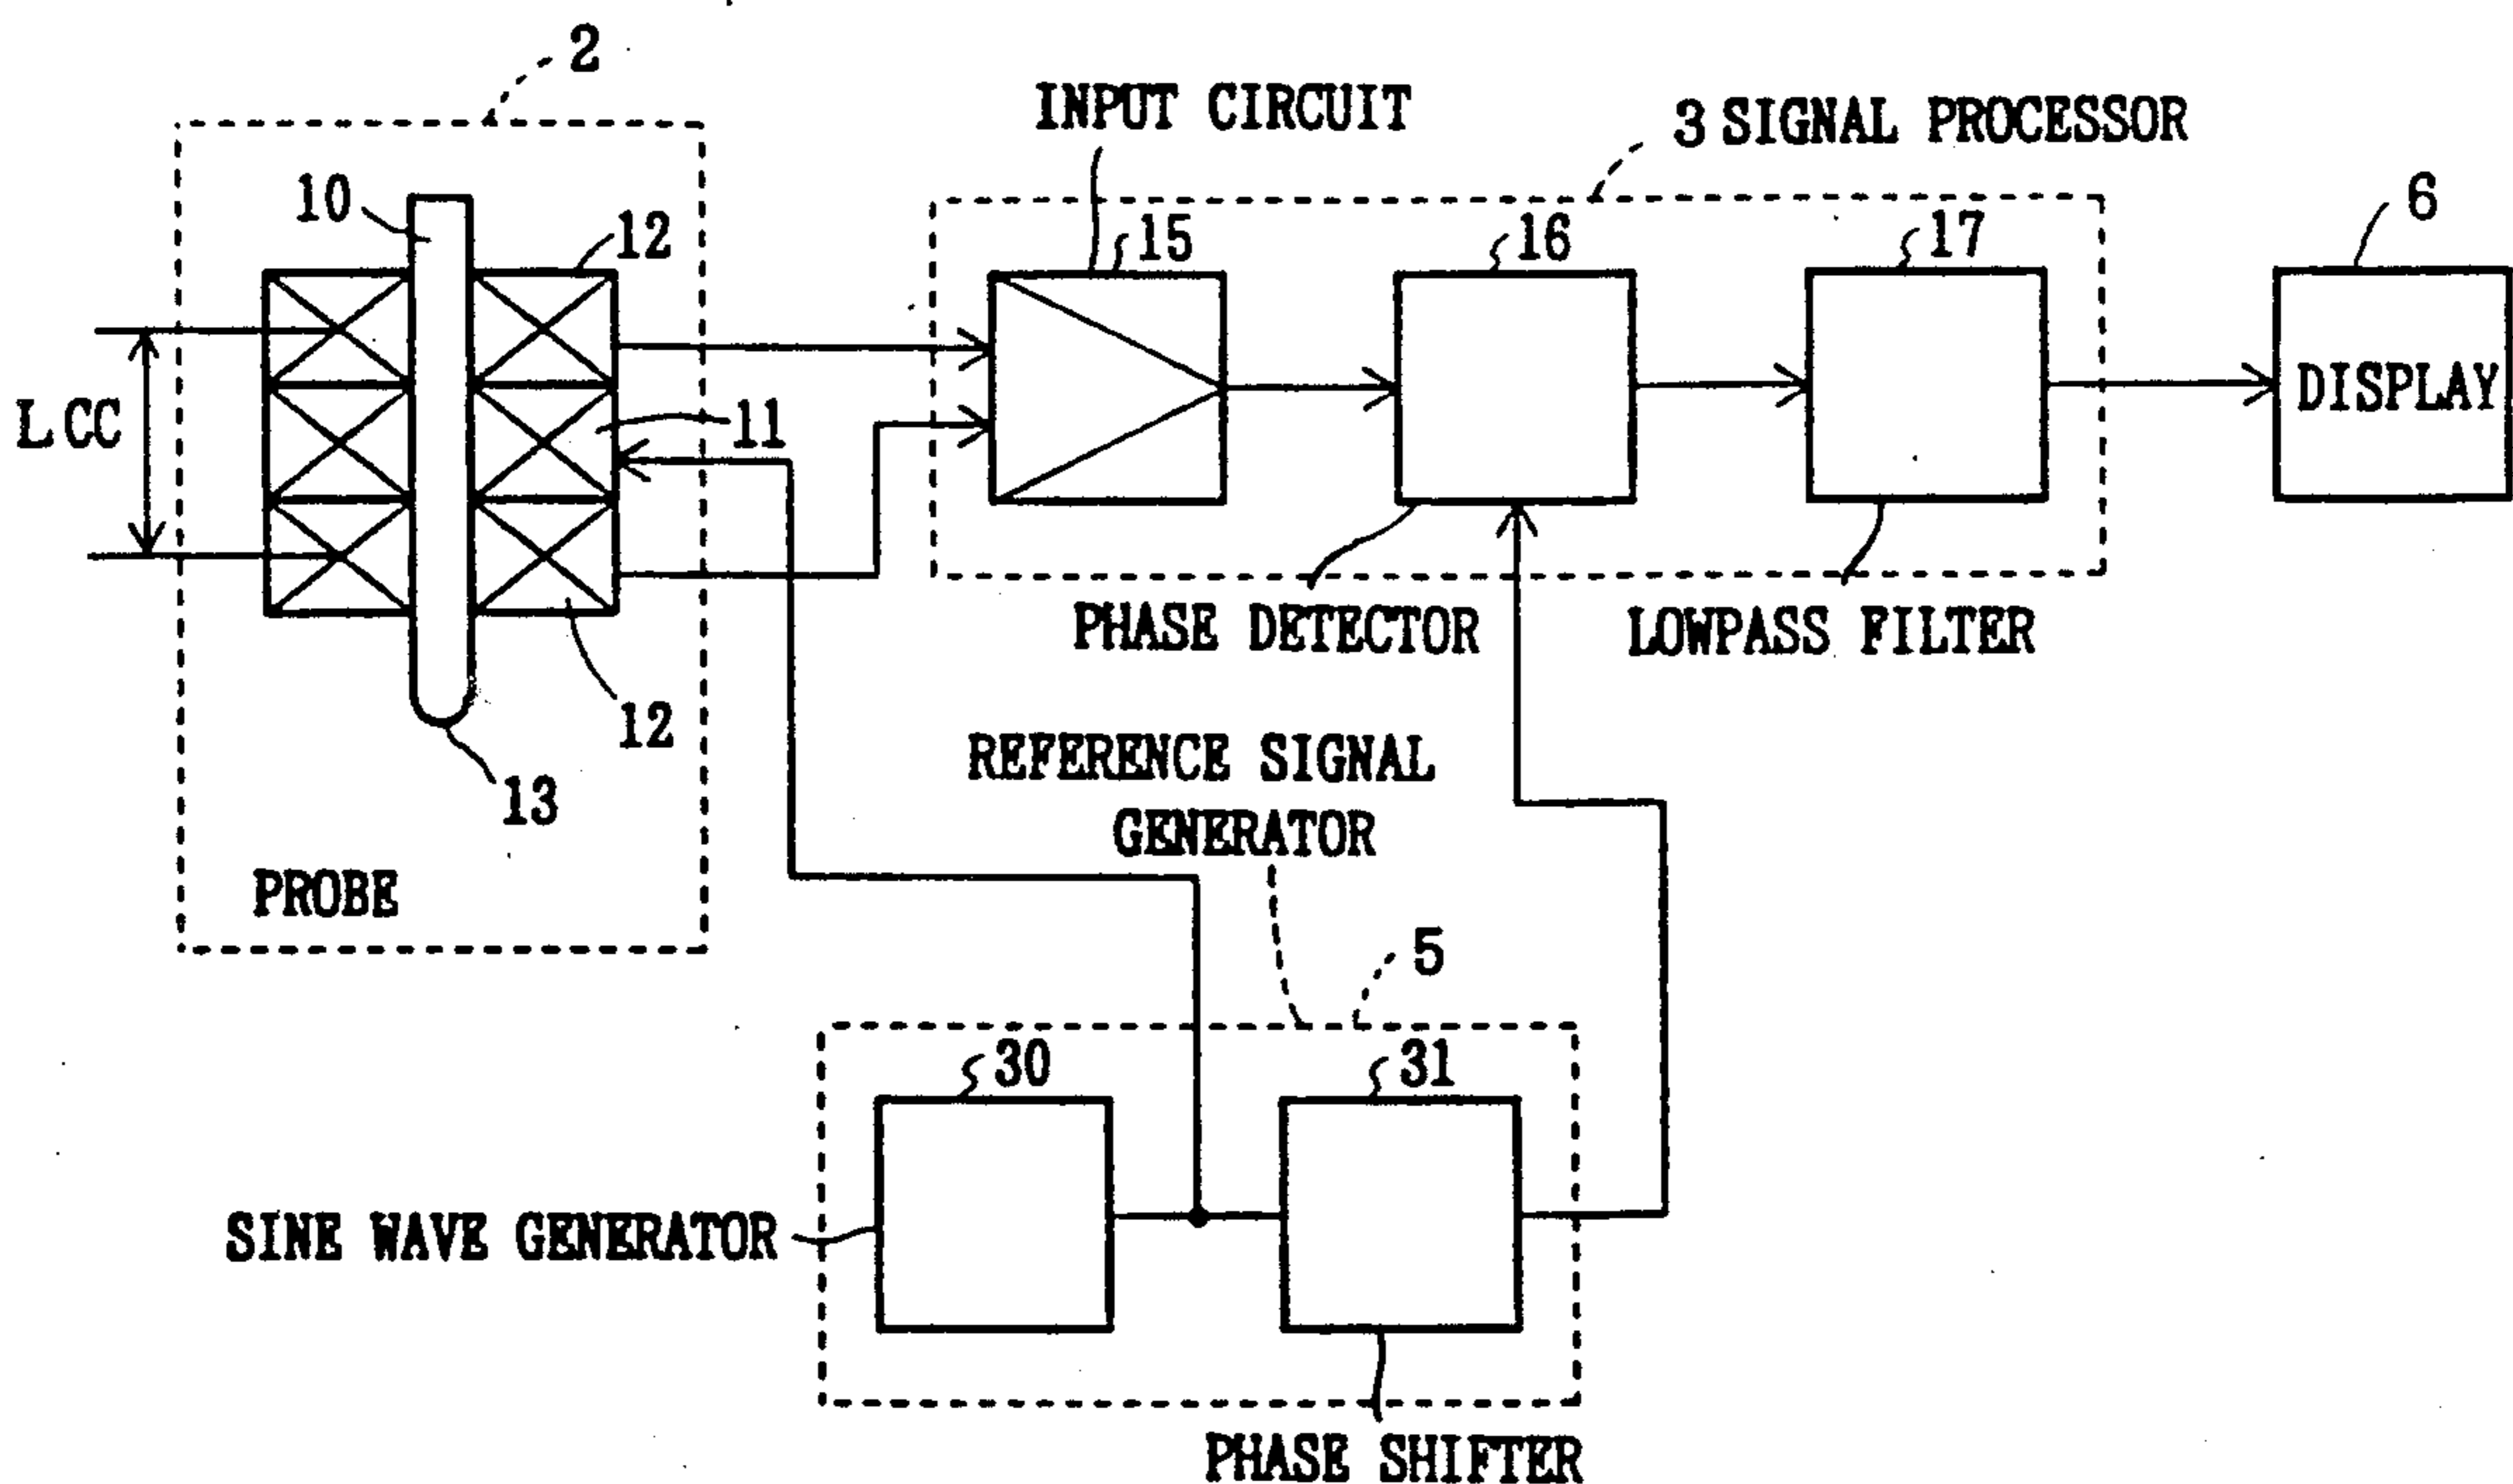 2
INPUT CIRCUIT
3 SIGNAL PROCESSOR
10
12
15
16
17
6
L CC
11
DISPLAY
PHASE DETECTOR
LOWPASS FILTER
12
13
REFERENCE SIGNAL
GENERATOR
PROBE
5
30
31
SINE WAVE GENERATOR
PHASE SHIFTER